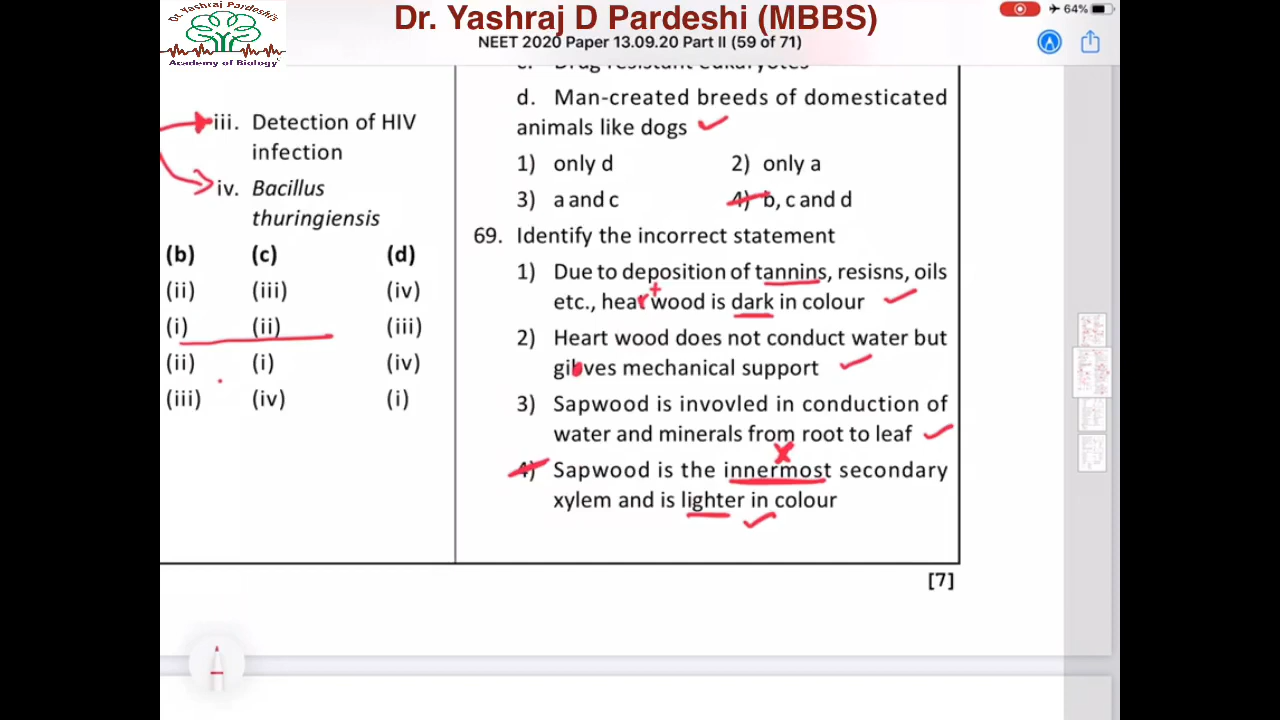 Dr. Yashraj Pardeshi's
Academy of Biology
Dr. Yashraj D Pardeshi (MBBS)
64%
NEET 2020 Paper 13.09.20 Part II (59 of 71)
iii. Detection of HIV
infection
iv. Bacillus
thuringiensis
(b) (c) (d)
(ii) (iii) (iv)
(i) (ii) (iii)
(ii) (i) (iv)
(iii) (iv) (i)
c. Drug resistant eukaryotes
d. Man-created breeds of domesticated
animals like dogs
1) only d 2) only a
3) a and c 4) b, c and d
69. Identify the incorrect statement
1) Due to deposition of tannins, resisns, oils
etc., heart wood is dark in colour
2) Heart wood does not conduct water but
gibves mechanical support
3) Sapwood is invovled in conduction of
water and minerals from root to leaf
4) Sapwood is the innermost secondary
xylem and is lighter in colour
[7]